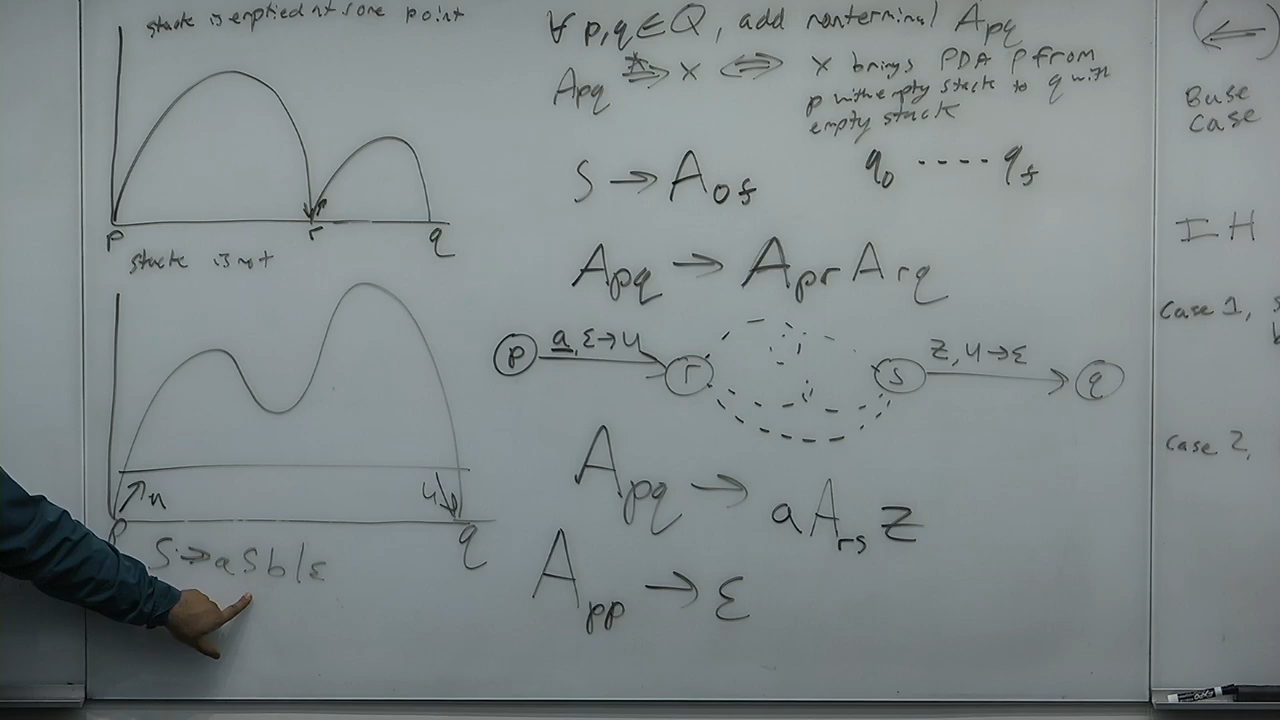 stack is emptied at some point
p r q
stack is not
u u
p q
S → aSb|ε
∀ p,q ∈ Q, add nonterminal Apq
Apq *⇒ x ⟺ x brings PDA P from
p with empty stack to q with
empty stack
S → A0f q0 ···· qf
Apq → Apr Arq
p a,ε→u r s z,u→ε q
Apq → aArs z
App → ε
(⇐)
Base
Case
IH
Case 1,
Case 2,